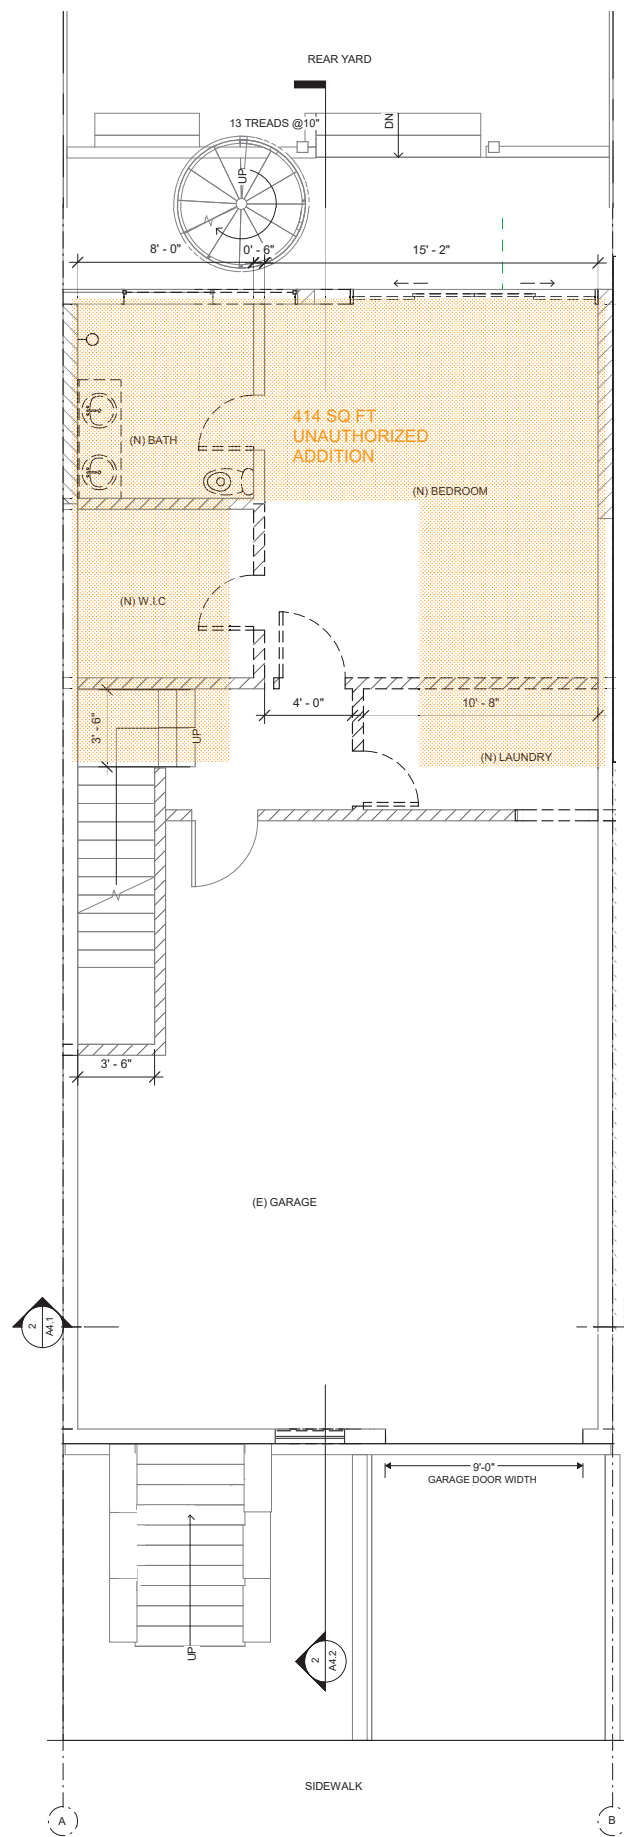 REAR YARD
13 TREADS @10"
DN
UP
8' - 0"
0' - 6"
15' - 2"
414 SQ FT
UNAUTHORIZED
ADDITION
(N) BATH
(N) BEDROOM
(N) W.I.C
3' - 6"
UP
4' - 0"
10' - 8"
(N) LAUNDRY
3' - 6"
(E) GARAGE
2
A4.1
9'-0"
GARAGE DOOR WIDTH
UP
2
A4.2
SIDEWALK
A
B